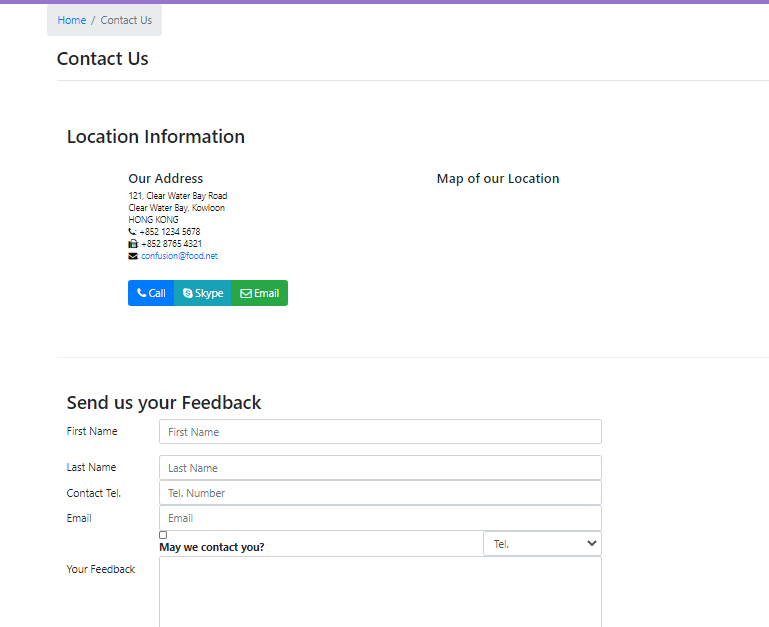 Home / Contact Us
Contact Us
Location Information
Our Address
121, Clear Water Bay Road
Clear Water Bay, Kowloon
HONG KONG
: +852 1234 5678
: +852 8765 4321
: confusion@food.net
Call Skype Email
Map of our Location
Send us your Feedback
First Name First Name
Last Name Last Name
Contact Tel. Tel. Number
Email Email
May we contact you? Tel.
Your Feedback